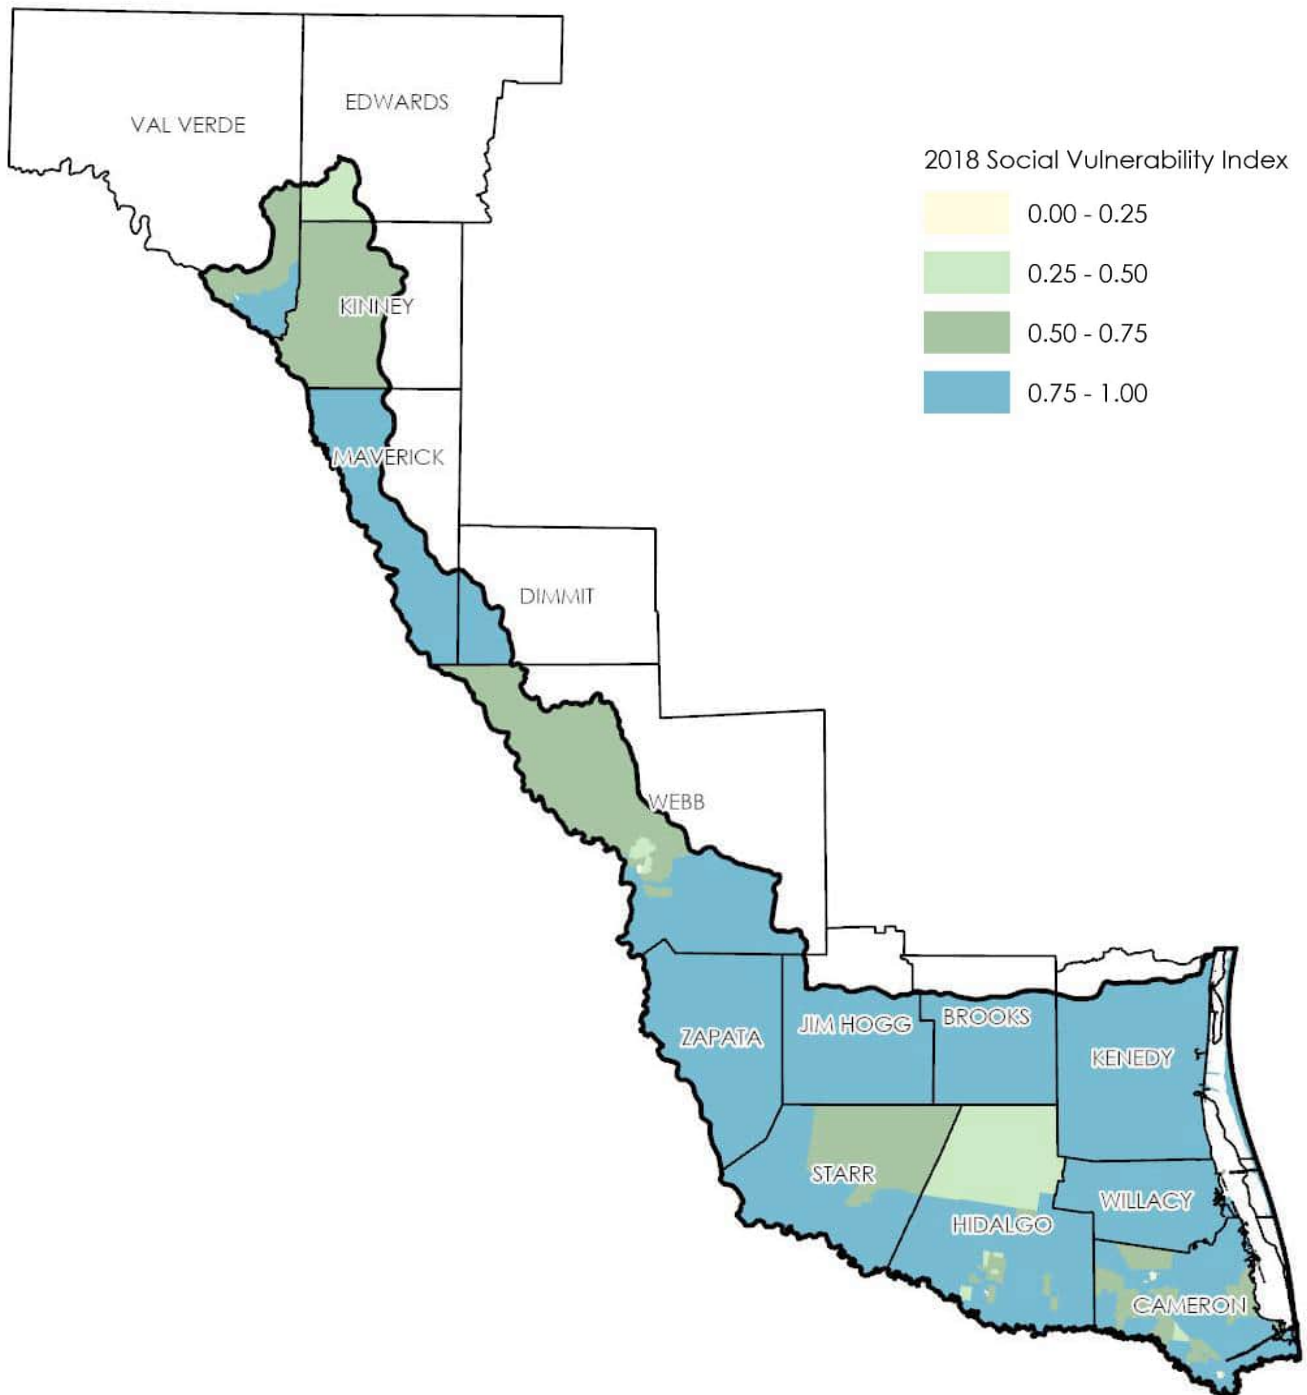 EDWARDS
VAL VERDE
2018 Social Vulnerability Index
0.00 - 0.25
0.25 - 0.50
KINNEY
0.50 - 0.75
0.75 - 1.00
MAVERICK
DIMMIT
WEBB
JIM HOGG
BROOKS
ZAPATA
KENEDY
STARR
WILLACY
HIDALGO
CAMERON